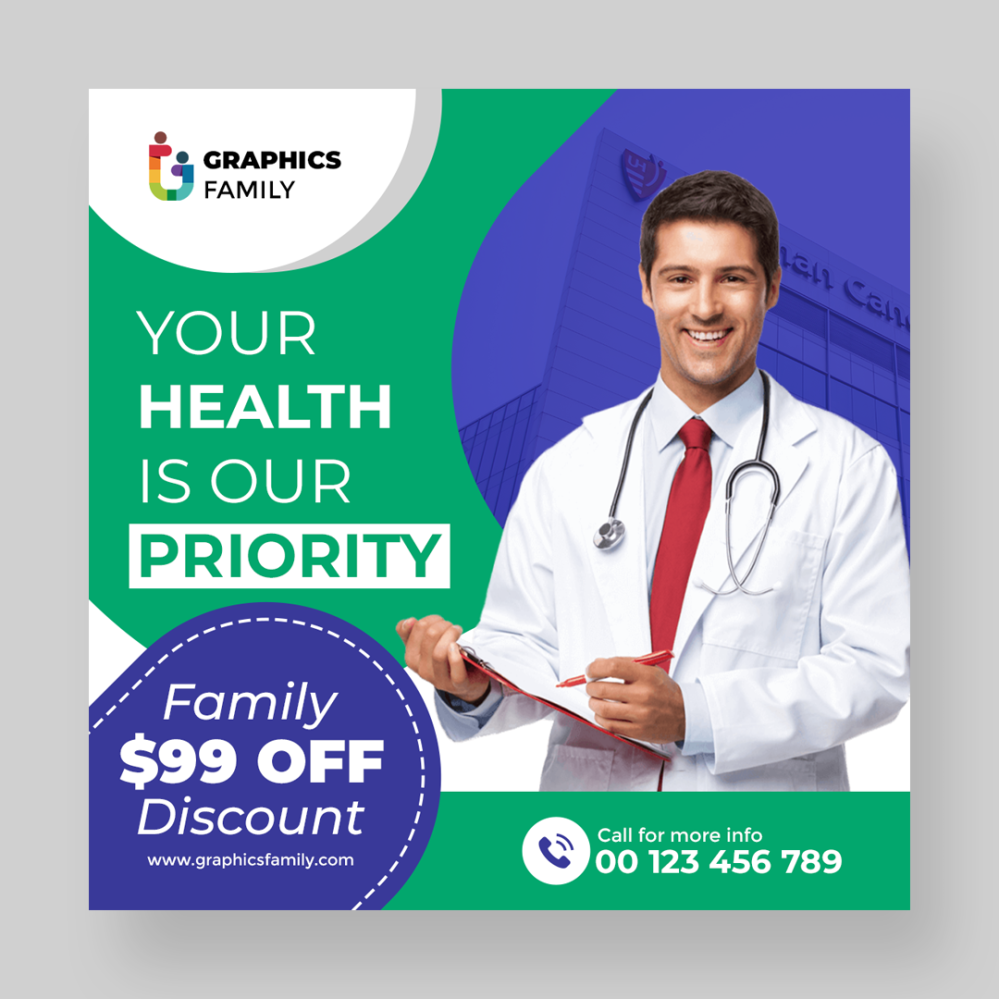 GRAPHICS
FAMILY
YOUR
HEALTH
IS OUR
PRIORITY
Family
$99 OFF
Discount
www.graphicsfamily.com
Call for more info
00 123 456 789